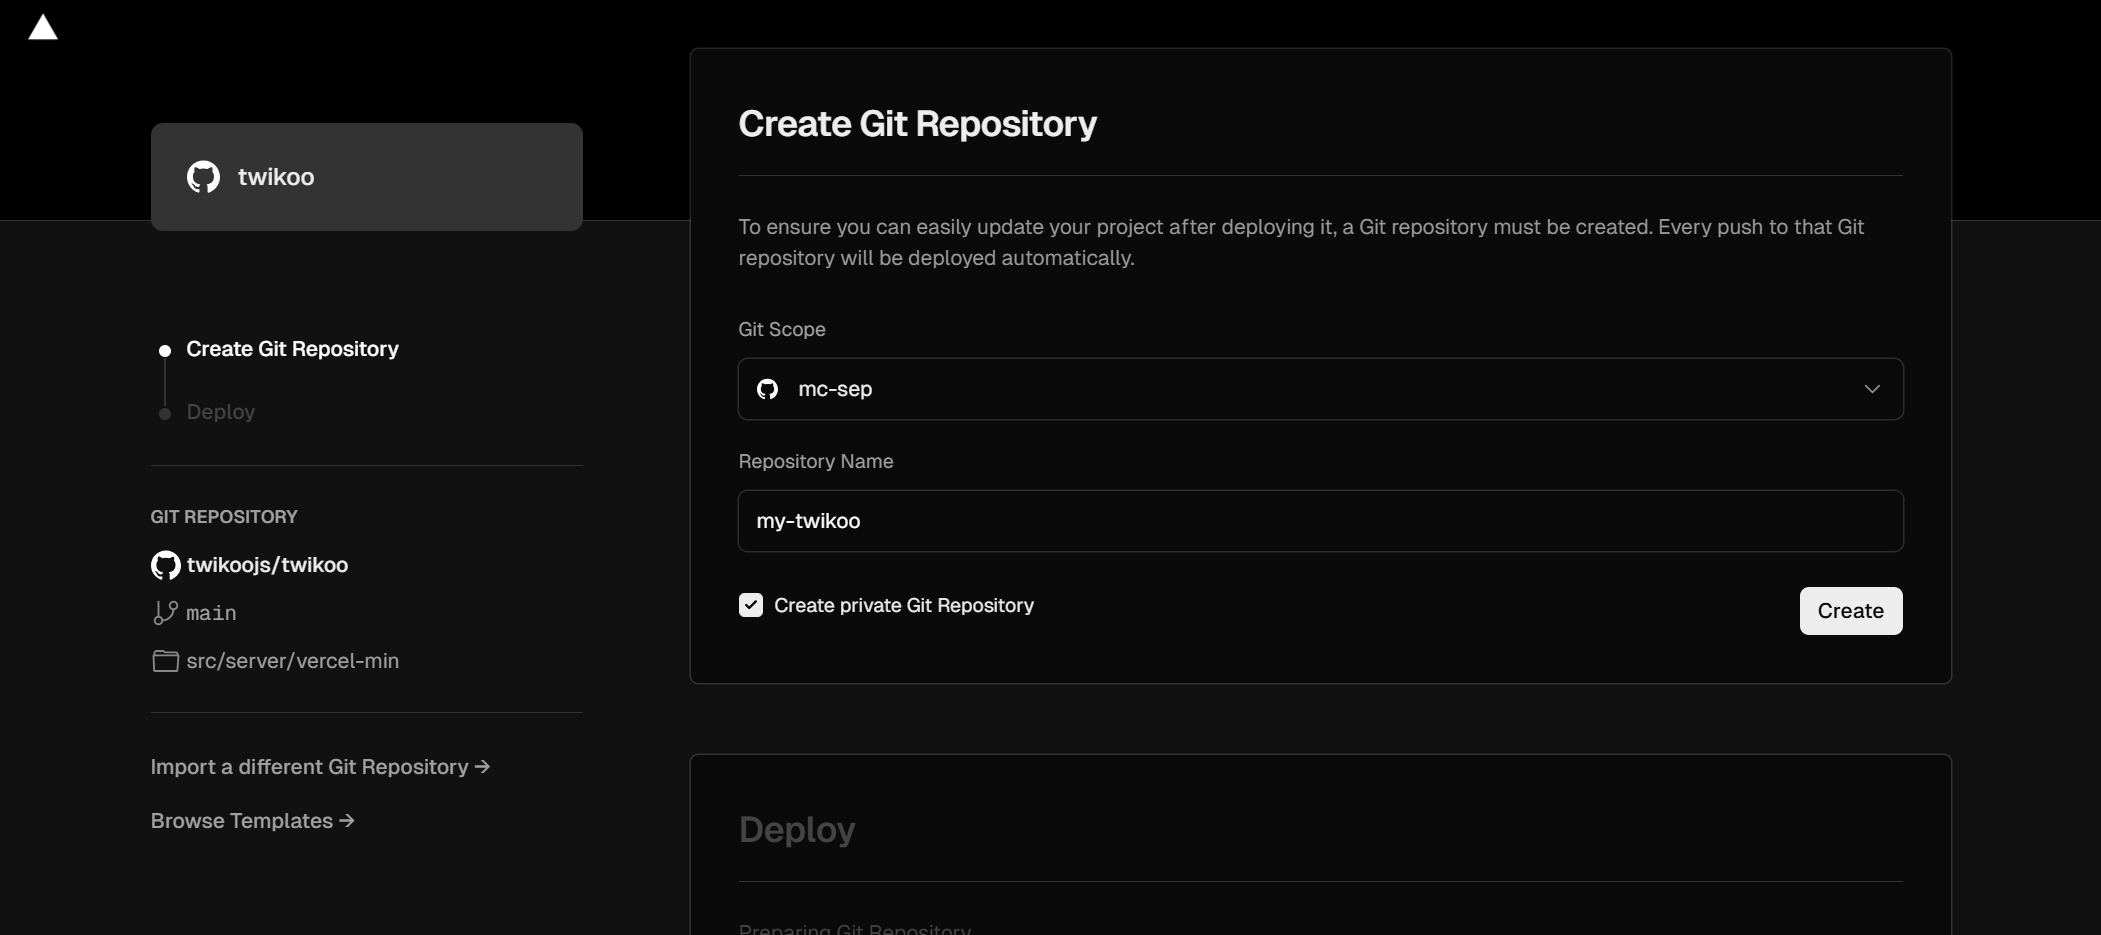 twikoo
Create Git Repository
Deploy
GIT REPOSITORY
twikoojs/twikoo
main
src/server/vercel-min
Import a different Git Repository →
Browse Templates →
Create Git Repository
To ensure you can easily update your project after deploying it, a Git repository must be created. Every push to that Git
repository will be deployed automatically.
Git Scope
mc-sep
Repository Name
my-twikoo
Create private Git Repository
Create
Deploy
Preparing Git Repository